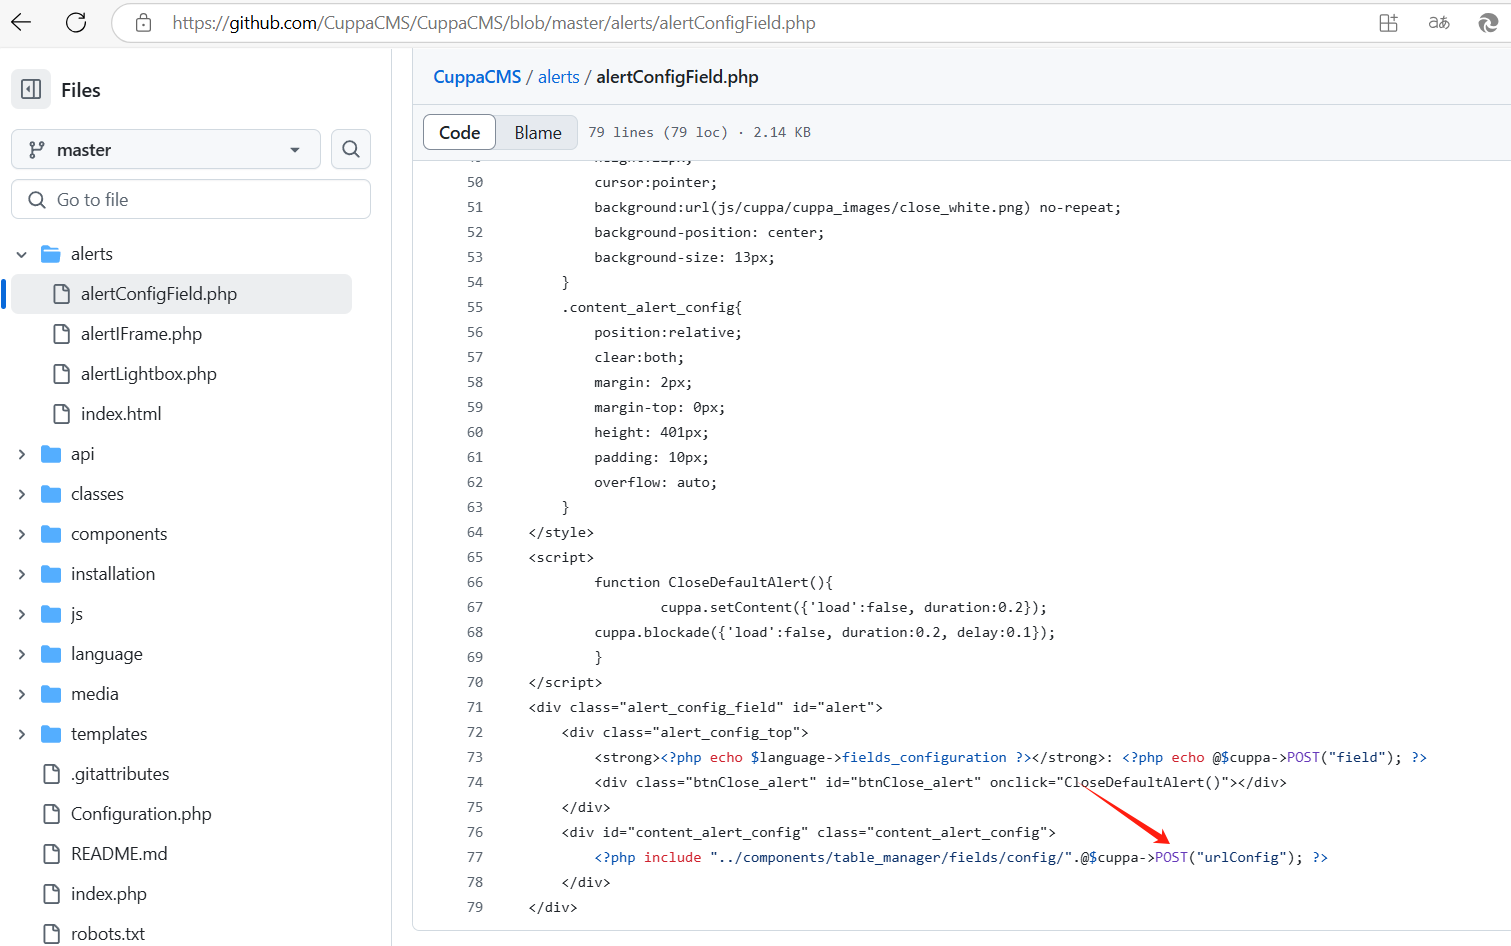 https://github.com/CuppaCMS/CuppaCMS/blob/master/alerts/alertConfigField.php
Files
master
Go to file
alerts
alertConfigField.php
alertIFrame.php
alertLightbox.php
index.html
api
classes
components
installation
js
language
media
templates
.gitattributes
Configuration.php
README.md
index.php
robots.txt
CuppaCMS / alerts / alertConfigField.php
Code Blame 79 lines (79 loc) · 2.14 KB
50 cursor:pointer;
51 background:url(js/cuppa/cuppa_images/close_white.png) no-repeat;
52 background-position: center;
53 background-size: 13px;
54 }
55 .content_alert_config{
56 position:relative;
57 clear:both;
58 margin: 2px;
59 margin-top: 0px;
60 height: 401px;
61 padding: 10px;
62 overflow: auto;
63 }
64 </style>
65 <script>
66 function CloseDefaultAlert(){
67 cuppa.setContent({'load':false, duration:0.2});
68 cuppa.blockade({'load':false, duration:0.2, delay:0.1});
69 }
70 </script>
71 <div class="alert_config_field" id="alert">
72 <div class="alert_config_top">
73 <strong><?php echo $language->fields_configuration ?></strong>: <?php echo @$cuppa->POST("field"); ?>
74 <div class="btnClose_alert" id="btnClose_alert" onclick="CloseDefaultAlert()"></div>
75 </div>
76 <div id="content_alert_config" class="content_alert_config">
77 <?php include "../components/table_manager/fields/config/".@$cuppa->POST("urlConfig"); ?>
78 </div>
79 </div>